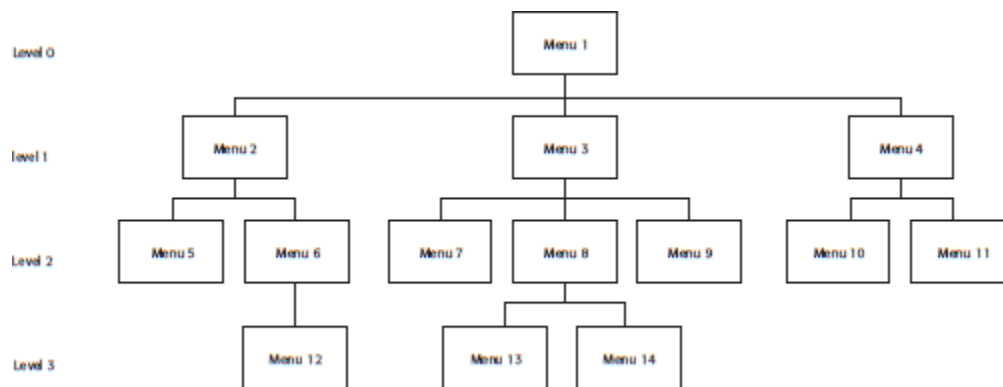 Level 0
Menu 1
level 1
Menu 2
Menu 3
Menu 4
Level 2
Menu 5
Menu 6
Menu 7
Menu 8
Menu 9
Menu 10
Menu 11
Level 3
Menu 12
Menu 13
Menu 14